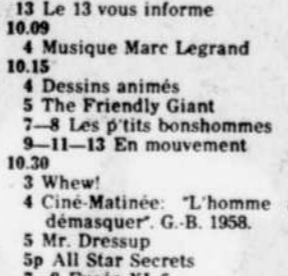 13 Le 13 vous informe
10.09
4 Musique Marc Legrand
10.15
4 Dessins animés
5 The Friendly Giant
7—8 Les p'tits bonshommes
9—11—13 En mouvement
10.30
3 Whew!
4 Ciné-Matinée: "L'homme
démasquer". G.-B. 1958.
5 Mr. Dressup
5p All Star Secrets